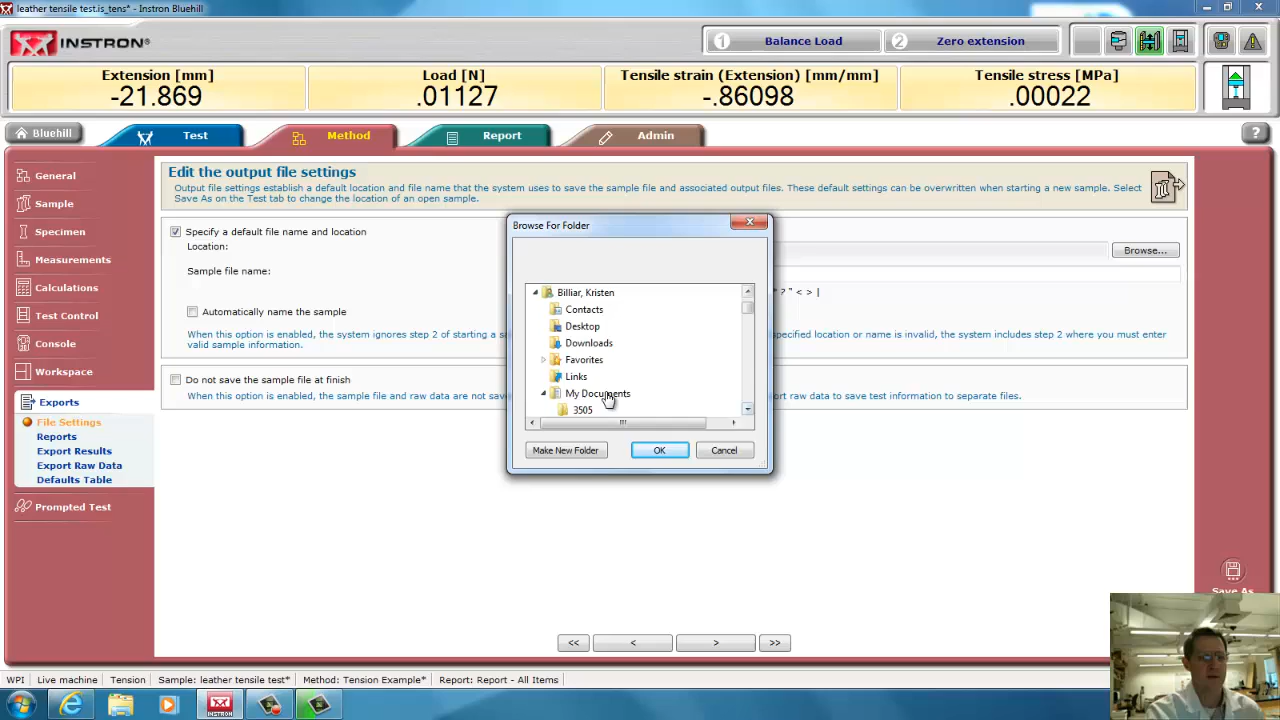 leather tensile test.is_tens* - Instron Bluehill
INSTRON®
1 Balance Load
2 Zero extension
Extension [mm]
-21.869
Load [N]
.01127
Tensile strain (Extension) [mm/mm]
-.86098
Tensile stress [MPa]
.00022
Bluehill
Test
Method
Report
Admin
?
General
Sample
Specimen
Measurements
Calculations
Test Control
Console
Workspace
Exports
File Settings
Reports
Export Results
Export Raw Data
Defaults Table
Prompted Test
Edit the output file settings
Output file settings establish a default location and file name that the system uses to save the sample file and associated output files. These default settings can be overwritten when starting a new sample. Select
Save As on the Test tab to change the location of an open sample.
Specify a default file name and location
Location:
Browse...
Sample file name:
* ? " < > |
Automatically name the sample
When this option is enabled, the system ignores step 2 of starting a s
specified location or name is invalid, the system includes step 2 where you must enter
valid sample information.
Do not save the sample file at finish
When this option is enabled, the sample file and raw data are not sav
port raw data to save test information to separate files.
Browse For Folder
Billiar, Kristen
Contacts
Desktop
Downloads
Favorites
Links
My Documents
3505
Make New Folder
OK
Cancel
<<
<
>
>>
Save As
WPI
Live machine
Tension
Sample: leather tensile test*
Method: Tension Example*
Report: Report - All Items
INSTRON